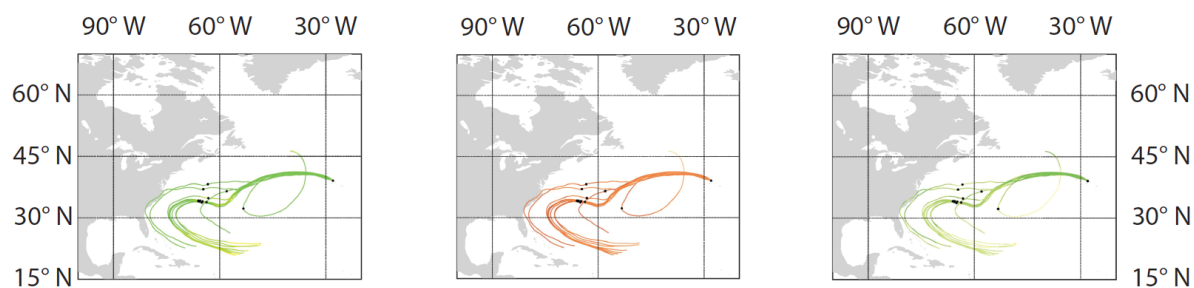 90° W 60° W 30° W 90° W 60° W 30° W 90° W 60° W 30° W
60° N 60° N
45° N 45° N
30° N 30° N
15° N 15° N